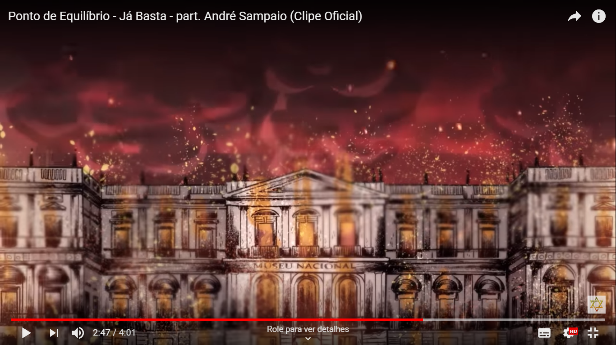 Ponto de Equilíbrio - Já Basta - part. André Sampaio (Clipe Oficial)
MUSEU NACIONAL
2:47 / 4:01
Role para ver detalhes
HD